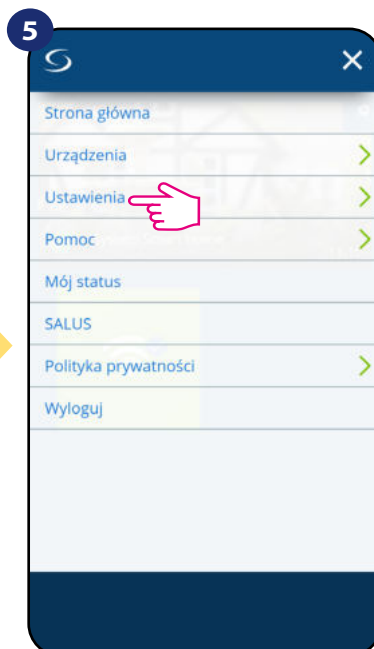 5
Strona główna
Urządzenia
Ustawienia
Pomoc
Mój status
SALUS
Polityka prywatności
Wyloguj